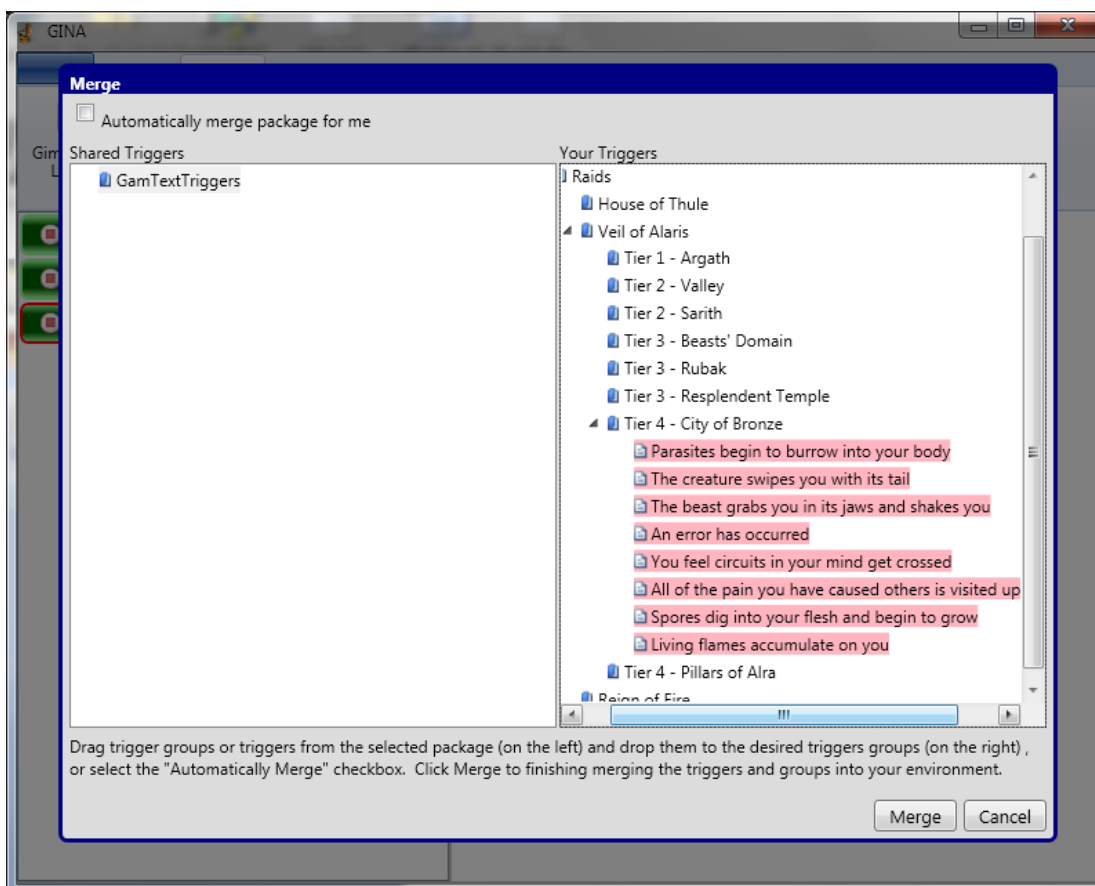 GINA
Merge
Automatically merge package for me
Gim
L
Shared Triggers
GamTextTriggers
Your Triggers
Raids
House of Thule
Veil of Alaris
Tier 1 - Argath
Tier 2 - Valley
Tier 2 - Sarith
Tier 3 - Beasts' Domain
Tier 3 - Rubak
Tier 3 - Resplendent Temple
Tier 4 - City of Bronze
Parasites begin to burrow into your body
The creature swipes you with its tail
The beast grabs you in its jaws and shakes you
An error has occurred
You feel circuits in your mind get crossed
All of the pain you have caused others is visited up
Spores dig into your flesh and begin to grow
Living flames accumulate on you
Tier 4 - Pillars of Alra
Reign of Fire
Drag trigger groups or triggers from the selected package (on the left) and drop them to the desired triggers groups (on the right) ,
or select the "Automatically Merge" checkbox. Click Merge to finishing merging the triggers and groups into your environment.
Merge
Cancel